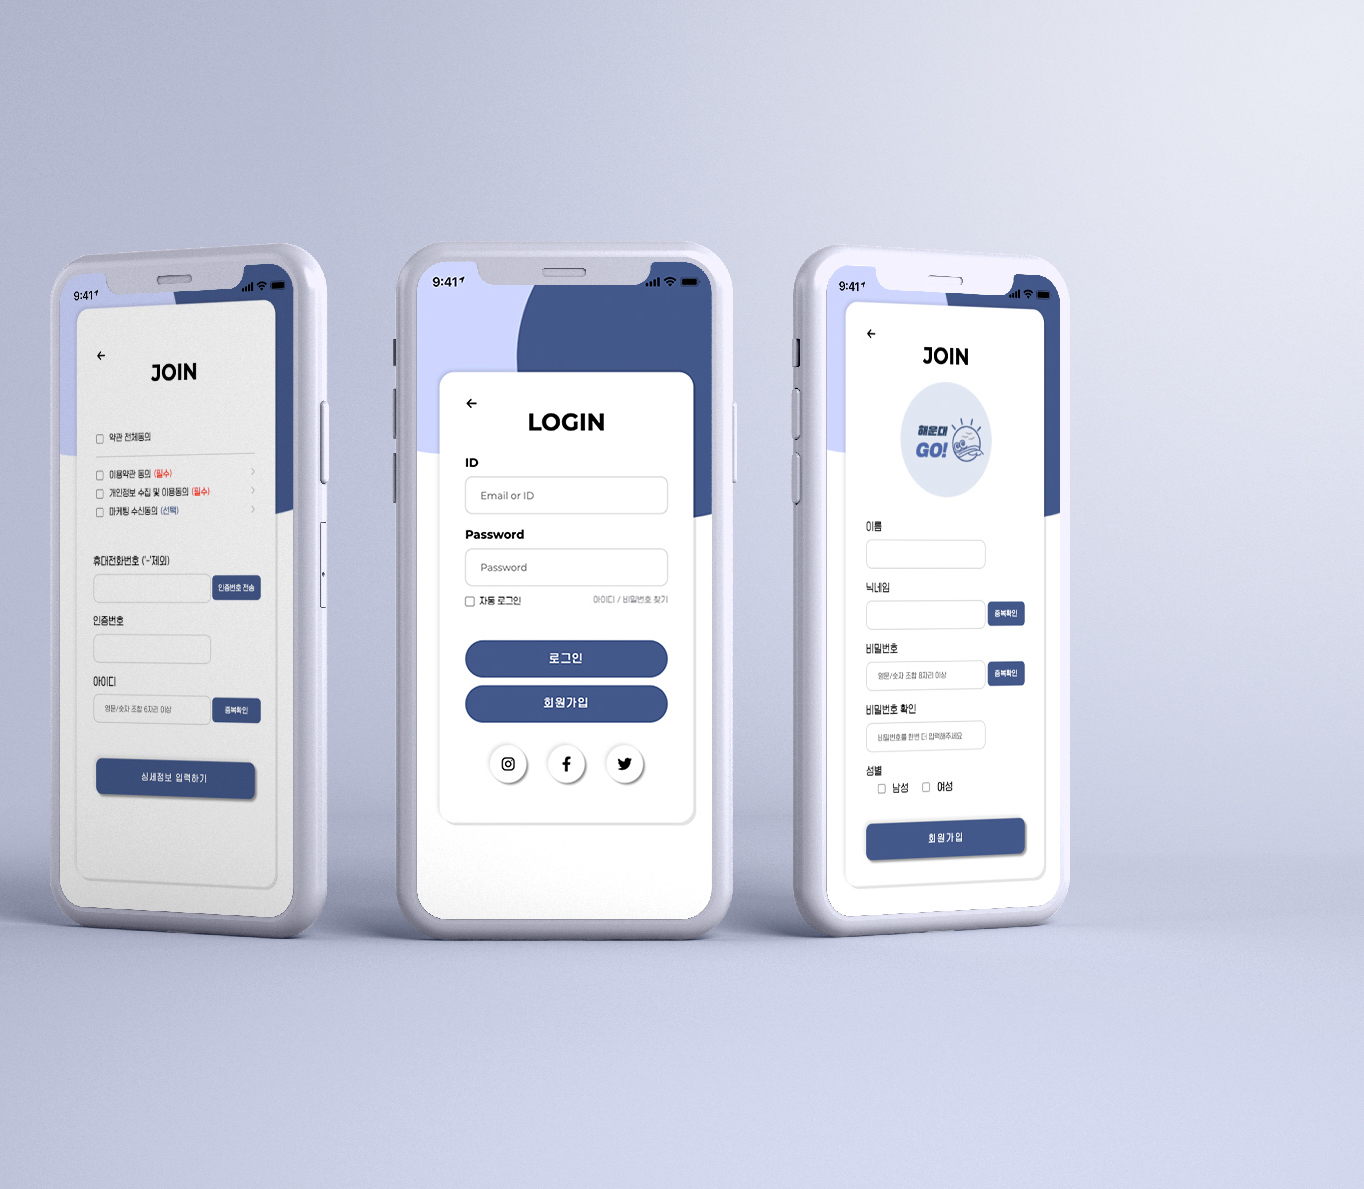 9:41
JOIN
약관 전체동의
이용약관 동의 (필수)
개인정보 수집 및 이용동의 (필수)
마케팅 수신동의 (선택)
휴대전화번호 ('-'제외)
인증번호 전송
인증번호
아이디
영문/숫자 조합 6자리 이상
중복확인
상세정보 입력하기
9:41
LOGIN
ID
Email or ID
Password
Password
자동 로그인
아이디 / 비밀번호 찾기
로그인
회원가입
9:41
JOIN
해운대
GO!
이름
닉네임
중복확인
비밀번호
영문/숫자 조합 8자리 이상
중복확인
비밀번호 확인
비밀번호를 한번 더 입력해주세요
성별
남성 여성
회원가입